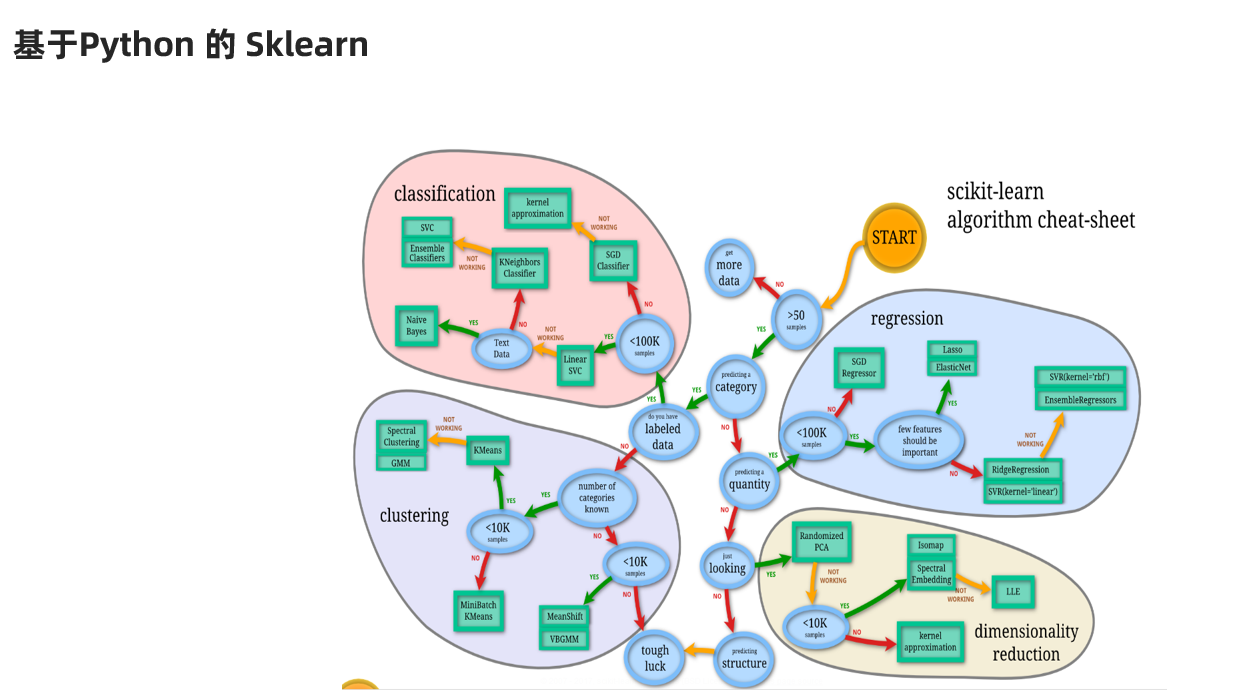 基于Python 的 Sklearn
scikit-learn
algorithm cheat-sheet
START
classification
kernel
approximation
NOT
WORKING
SVC
Ensemble
Classifiers
NOT
WORKING
KNeighbors
Classifier
SGD
Classifier
NO
Naive
Bayes
YES
NO
Text
Data
NOT
WORKING
Linear
SVC
YES
<100K
samples
get
more
data
NO
>50
samples
YES
predicting a
category
YES
YES
do you have
labeled
data
NO
NO
predicting a
quantity
YES
NO
regression
SGD
Regressor
Lasso
ElasticNet
SVR(kernel='rbf')
EnsembleRegressors
NO
YES
<100K
samples
YES
few features
should be
important
NOT
WORKING
NO
RidgeRegression
SVR(kernel='linear')
clustering
Spectral
Clustering
GMM
NOT
WORKING
KMeans
number of
categories
known
YES
YES
<10K
samples
NO
NO
<10K
samples
MiniBatch
KMeans
YES
NO
MeanShift
VBGMM
tough
luck
just
looking
YES
NO
predicting
structure
Randomized
PCA
NOT
WORKING
Isomap
Spectral
Embedding
NOT
WORKING
LLE
<10K
samples
YES
NO
kernel
approximation
dimensionality
reduction